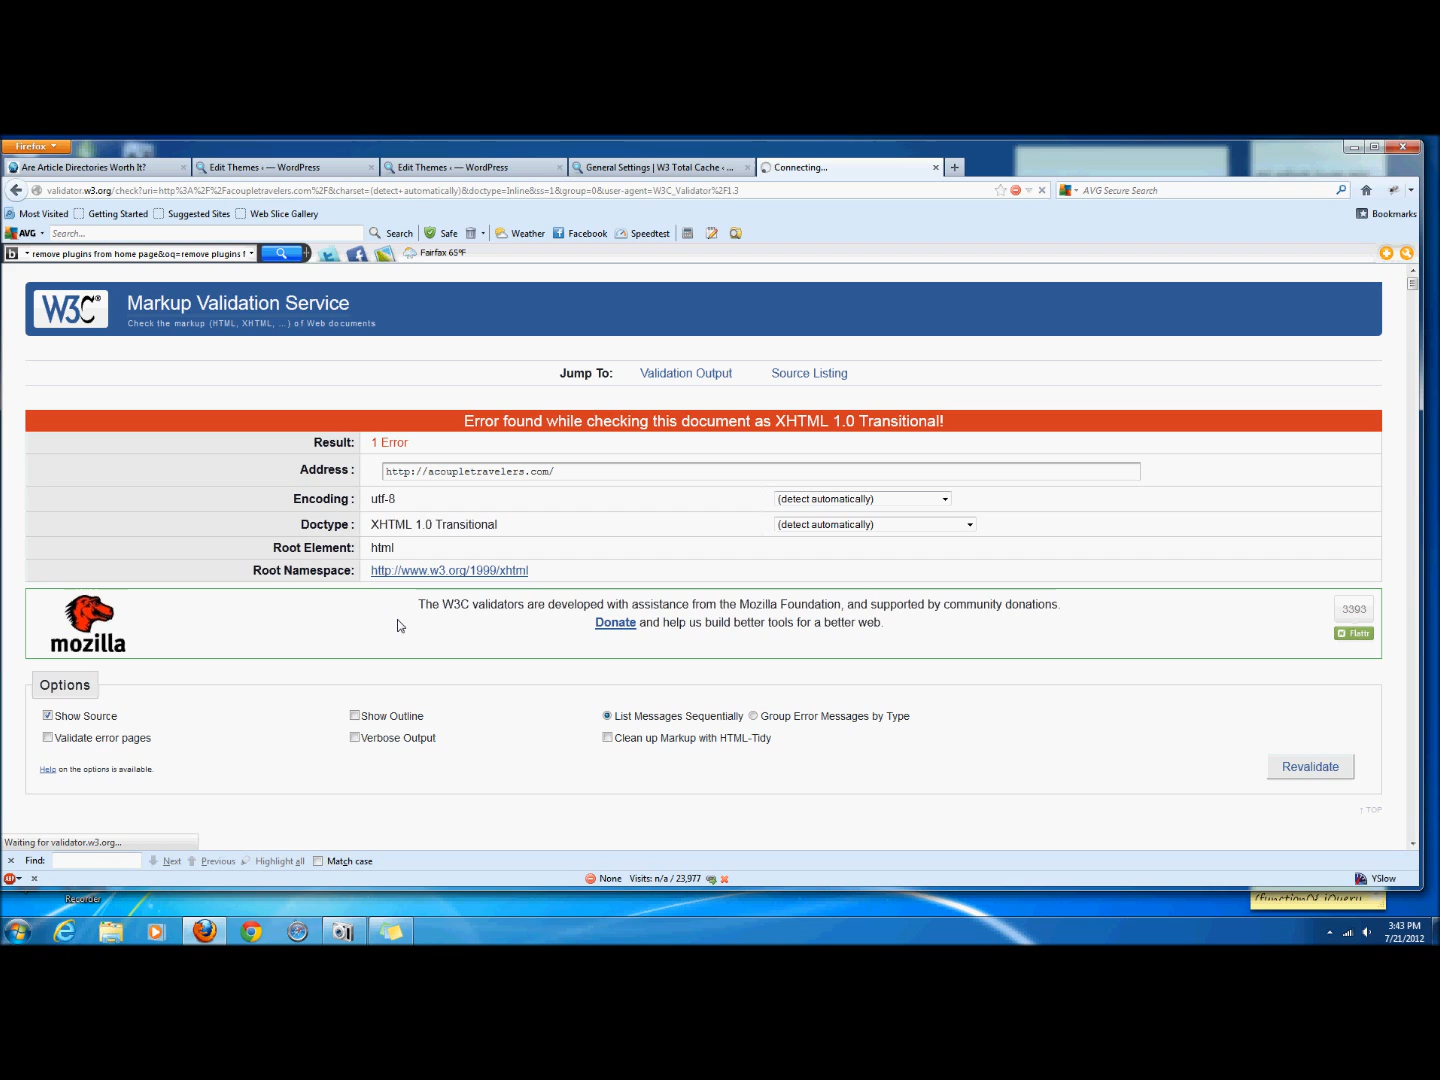 Firefox
Are Article Directories Worth It?
Edit Themes ‹ — WordPress
Edit Themes ‹ — WordPress
General Settings | W3 Total Cache ‹ ...
Connecting...
validator.w3.org/check?uri=http%3A%2F%2Facoupletravelers.com%2F&charset=(detect+automatically)&doctype=Inline&ss=1&group=0&user-agent=W3C_Validator%2F1.3
AVG Secure Search
Most Visited Getting Started Suggested Sites Web Slice Gallery
Bookmarks
AVG Search... Search Safe Weather Facebook Speedtest
b remove plugins from home page&oq=remove plugins f Fairfax 65°F
W3C® Markup Validation Service
Check the markup (HTML, XHTML, ...) of Web documents
Jump To: Validation Output Source Listing
Error found while checking this document as XHTML 1.0 Transitional!
Result: 1 Error
Address : http://acoupletravelers.com/
Encoding : utf-8 (detect automatically)
Doctype : XHTML 1.0 Transitional (detect automatically)
Root Element: html
Root Namespace: http://www.w3.org/1999/xhtml
mozilla
The W3C validators are developed with assistance from the Mozilla Foundation, and supported by community donations.
Donate and help us build better tools for a better web.
3393
Flattr
Options
Show Source Show Outline List Messages Sequentially Group Error Messages by Type
Validate error pages Verbose Output Clean up Markup with HTML-Tidy
Help on the options is available.
Revalidate
↑ TOP
Waiting for validator.w3.org...
x Find: Next Previous Highlight all Match case
x None Visits: n/a / 23,977 YSlow
Recorder
(function($){jQuery
3:43 PM
7/21/2012